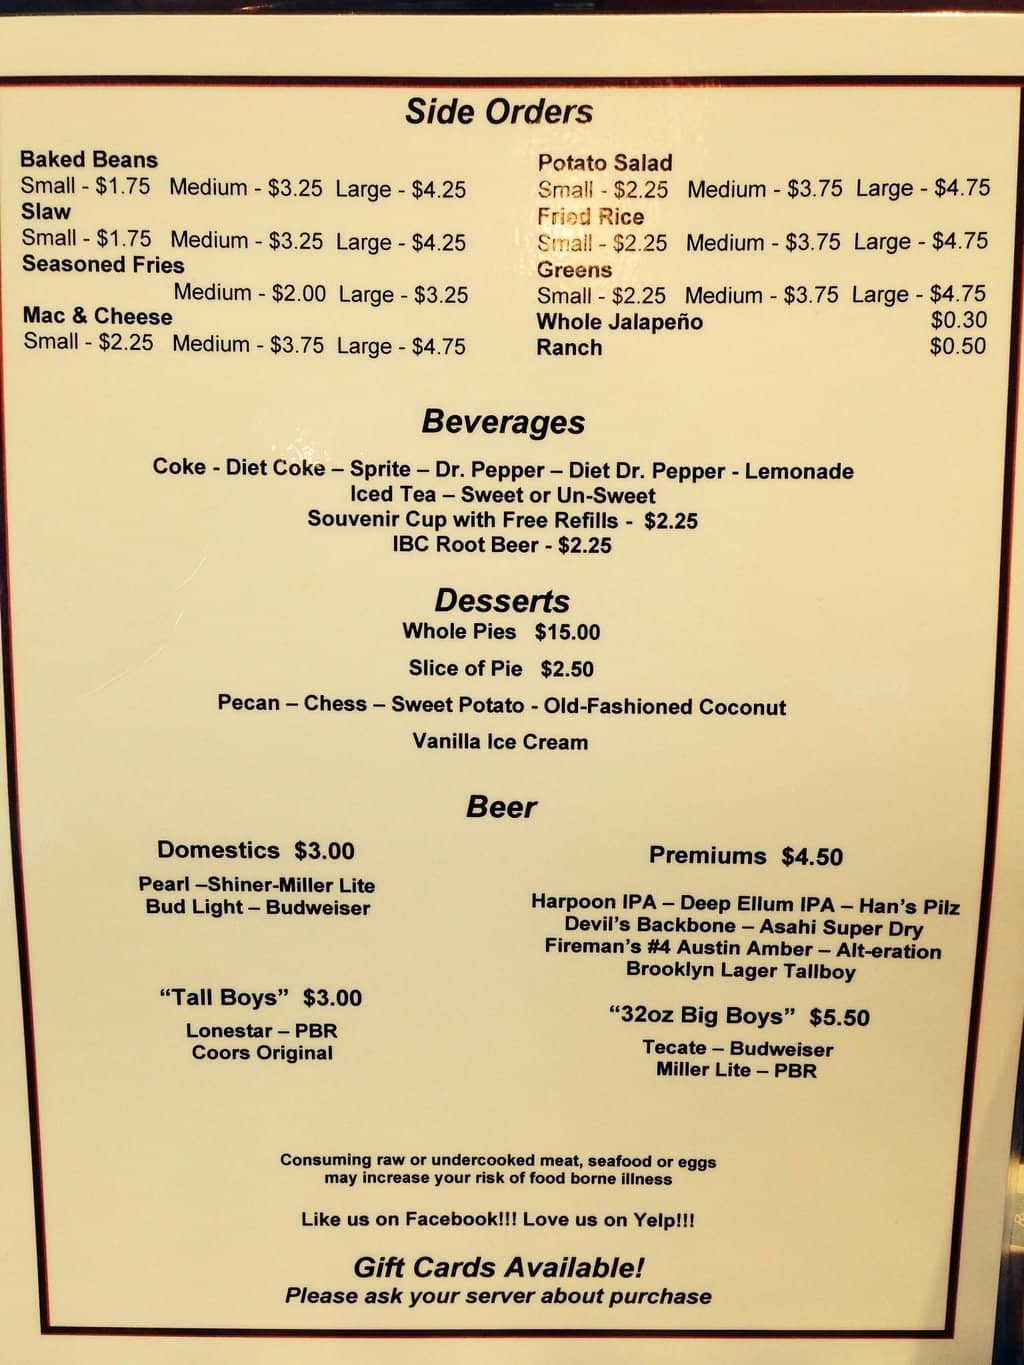 Side Orders
Baked Beans
Small - $1.75 Medium - $3.25 Large - $4.25
Slaw
Small - $1.75 Medium - $3.25 Large - $4.25
Seasoned Fries
Medium - $2.00 Large - $3.25
Mac & Cheese
Small - $2.25 Medium - $3.75 Large - $4.75
Potato Salad
Small - $2.25 Medium - $3.75 Large - $4.75
Fried Rice
Small - $2.25 Medium - $3.75 Large - $4.75
Greens
Small - $2.25 Medium - $3.75 Large - $4.75
Whole Jalapeño $0.30
Ranch $0.50
Beverages
Coke - Diet Coke – Sprite – Dr. Pepper – Diet Dr. Pepper - Lemonade
Iced Tea – Sweet or Un-Sweet
Souvenir Cup with Free Refills - $2.25
IBC Root Beer - $2.25
Desserts
Whole Pies $15.00
Slice of Pie $2.50
Pecan – Chess – Sweet Potato - Old-Fashioned Coconut
Vanilla Ice Cream
Beer
Domestics $3.00
Pearl –Shiner-Miller Lite
Bud Light – Budweiser
Premiums $4.50
Harpoon IPA – Deep Ellum IPA – Han's Pilz
Devil's Backbone – Asahi Super Dry
Fireman's #4 Austin Amber – Alt-eration
Brooklyn Lager Tallboy
“Tall Boys” $3.00
Lonestar – PBR
Coors Original
“32oz Big Boys” $5.50
Tecate – Budweiser
Miller Lite – PBR
Consuming raw or undercooked meat, seafood or eggs
may increase your risk of food borne illness
Like us on Facebook!!! Love us on Yelp!!!
Gift Cards Available!
Please ask your server about purchase